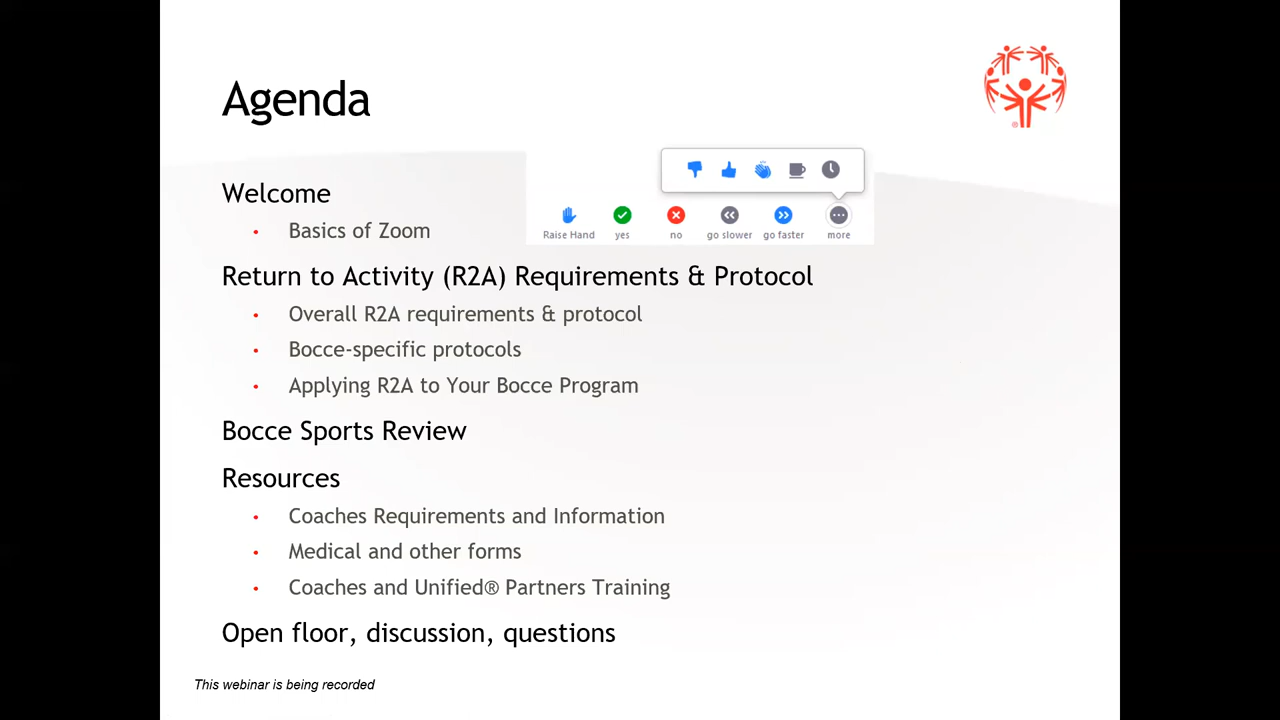 Agenda
Welcome
• Basics of Zoom
Raise Hand yes no go slower go faster more
Return to Activity (R2A) Requirements & Protocol
• Overall R2A requirements & protocol
• Bocce-specific protocols
• Applying R2A to Your Bocce Program
Bocce Sports Review
Resources
• Coaches Requirements and Information
• Medical and other forms
• Coaches and Unified® Partners Training
Open floor, discussion, questions
This webinar is being recorded